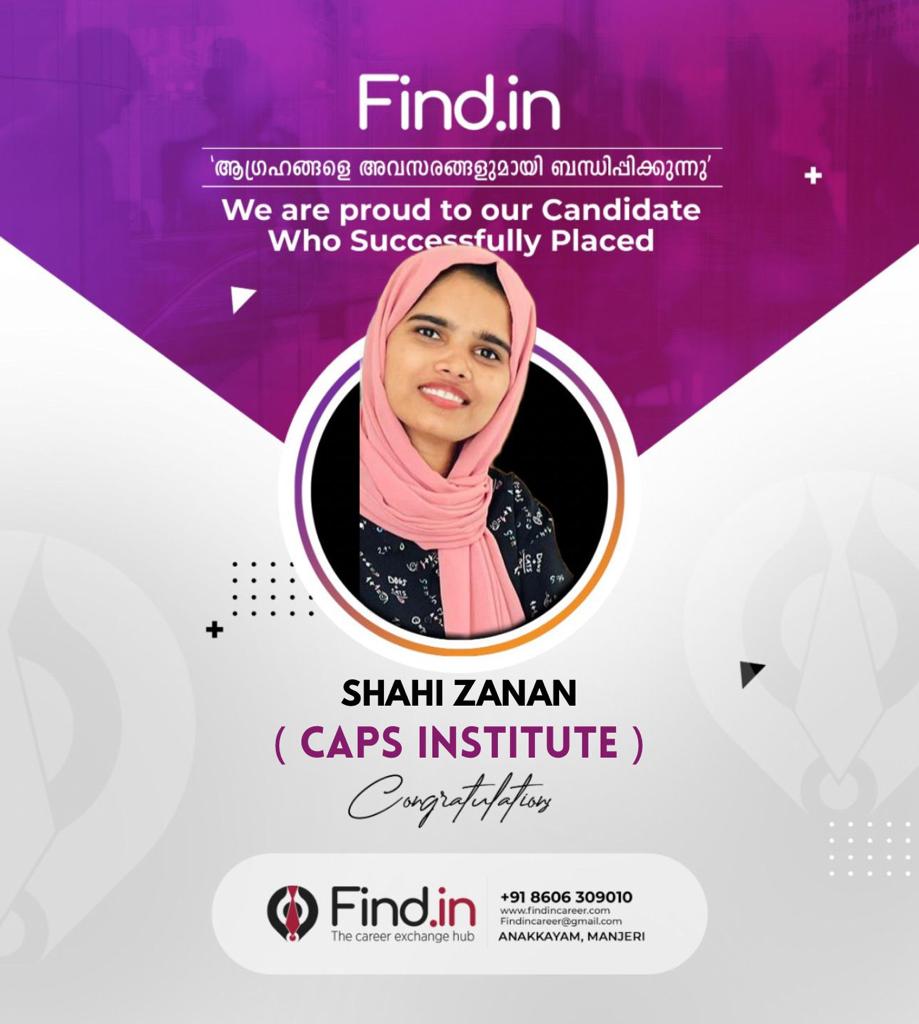 Find.in
'ആഗ്രഹങ്ങളെ അവസരങ്ങളുമായി ബന്ധിപ്പിക്കുന്നു'
We are proud to our Candidate
Who Successfully Placed
SHAHI ZANAN
( CAPS INSTITUTE )
Congratulations
Find.in
The career exchange hub
+91 8606 309010
www.findincareer.com
Findincareer@gmail.com
ANAKKAYAM, MANJERI